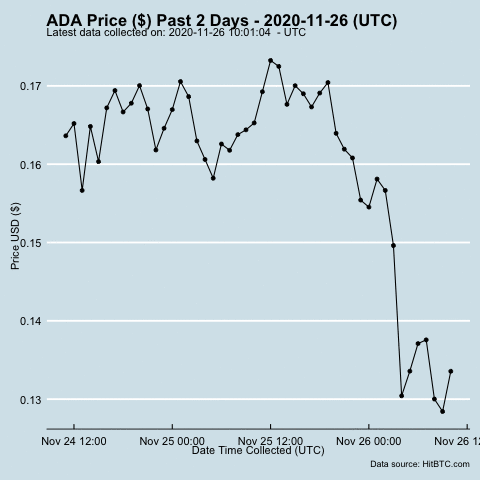 ADA Price ($) Past 2 Days - 2020-11-26 (UTC)
Latest data collected on: 2020-11-26 10:01:04 - UTC
0.17
0.16
0.15
0.14
0.13
Price USD ($)
Nov 24 12:00 Nov 25 00:00 Nov 25 12:00 Nov 26 00:00 Nov 26 12
Date Time Collected (UTC)
Data source: HitBTC.com